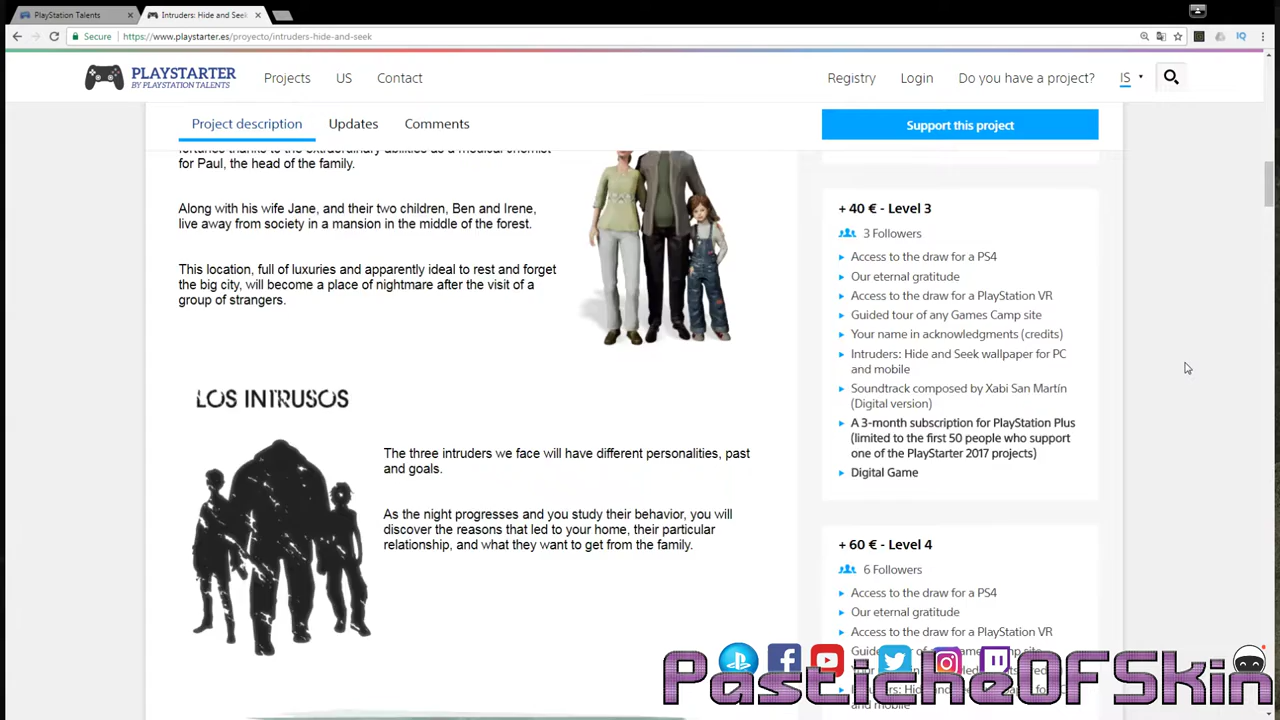 PlayStation Talents
Intruders: Hide and Seek
Secure
https://www.playstarter.es/proyecto/intruders-hide-and-seek
IQ
PLAYSTARTER
BY PLAYSTATION TALENTS
Projects
US
Contact
Registry
Login
Do you have a project?
IS
Project description
Updates
Comments
Support this project
fortunes thanks to the extraordinary abilities as a medical chemist
for Paul, the head of the family.
Along with his wife Jane, and their two children, Ben and Irene,
live away from society in a mansion in the middle of the forest.
This location, full of luxuries and apparently ideal to rest and forget
the big city, will become a place of nightmare after the visit of a
group of strangers.
LOS INTRUSOS
The three intruders we face will have different personalities, past
and goals.
As the night progresses and you study their behavior, you will
discover the reasons that led to your home, their particular
relationship, and what they want to get from the family.
+ 40 € - Level 3
3 Followers
Access to the draw for a PS4
Our eternal gratitude
Access to the draw for a PlayStation VR
Guided tour of any Games Camp site
Your name in acknowledgments (credits)
Intruders: Hide and Seek wallpaper for PC
and mobile
Soundtrack composed by Xabi San Martín
(Digital version)
A 3-month subscription for PlayStation Plus
(limited to the first 50 people who support
one of the PlayStarter 2017 projects)
Digital Game
+ 60 € - Level 4
6 Followers
Access to the draw for a PS4
Our eternal gratitude
Access to the draw for a PlayStation VR
PasticheOFSkin